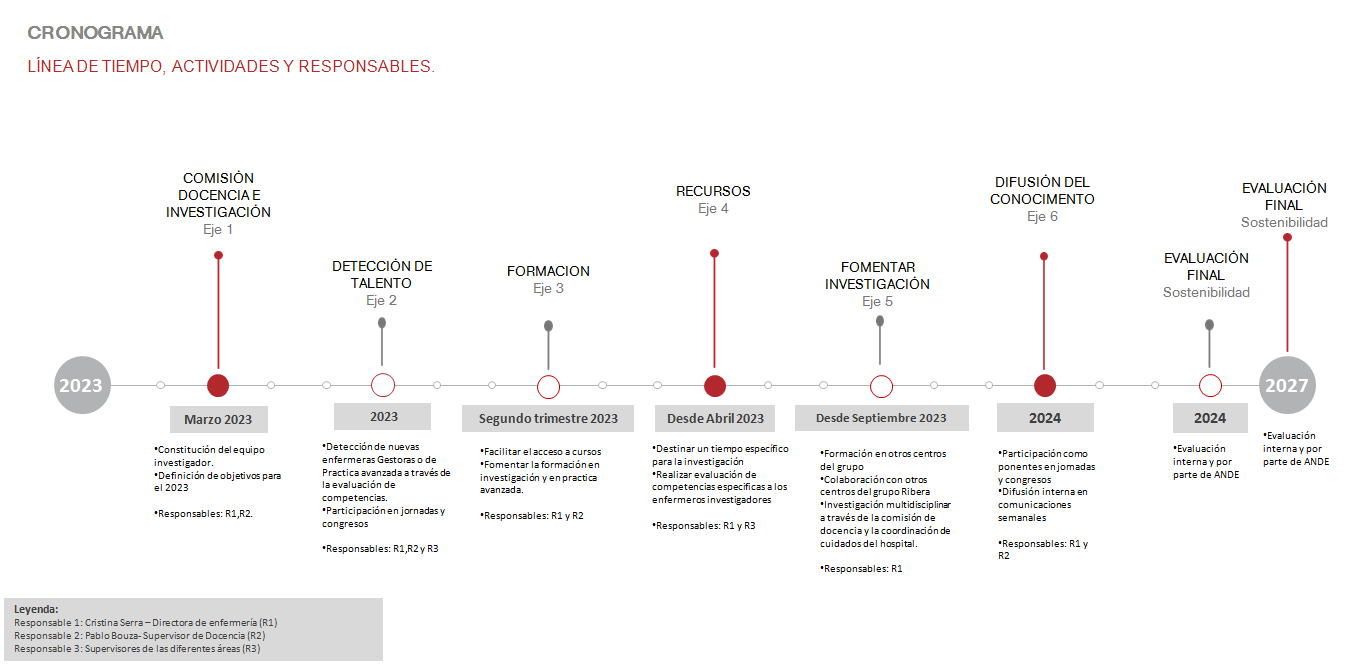 CRONOGRAMA
LÍNEA DE TIEMPO, ACTIVIDADES Y RESPONSABLES.
COMISIÓN
DOCENCIA E
INVESTIGACIÓN
Eje 1
DETECCIÓN DE
TALENTO
Eje 2
FORMACION
Eje 3
RECURSOS
Eje 4
FOMENTAR
INVESTIGACIÓN
Eje 5
DIFUSIÓN DEL
CONOCIMIENTO
Eje 6
EVALUACIÓN
FINAL
Sostenibilidad
EVALUACIÓN
FINAL
Sostenibilidad
2023
2027
Marzo 2023
•Constitución del equipo
investigador.
•Definición de objetivos para
el 2023
•Responsables: R1,R2.
2023
•Detección de nuevas
enfermeras Gestoras o de
Practica avanzada a través de
la evaluación de
competencias.
•Participación en jornadas y
congresos
•Responsables: R1,R2 y R3
Segundo trimestre 2023
•Facilitar el acceso a cursos
•Fomentar la formación en
investigación y en practica
avanzada.
•Responsables: R1 y R2
Desde Abril 2023
•Destinar un tiempo específico
para la investigación
•Realizar evaluación de
competencias especificas a los
enfermeros investigadores
•Responsables: R1 y R3
Desde Septiembre 2023
•Formación en otros centros
del grupo
•Colaboración con otros
centros del grupo Ribera
•Investigación multidisciplinar
a través de la comisión de
docencia y la coordinación de
cuidados del hospital.
•Responsables: R1
2024
•Participación como
ponentes en jornadas
y congresos
•Difusión interna en
comunicaciones
semanales
•Responsables: R1 y
R2
2024
•Evaluación
interna y por
parte de ANDE
•Evaluación
interna y por
parte de ANDE
Leyenda:
Responsable 1: Cristina Serra – Directora de enfermería (R1)
Responsable 2: Pablo Bouza- Supervisor de Docencia (R2)
Responsable 3: Supervisores de las diferentes áreas (R3)